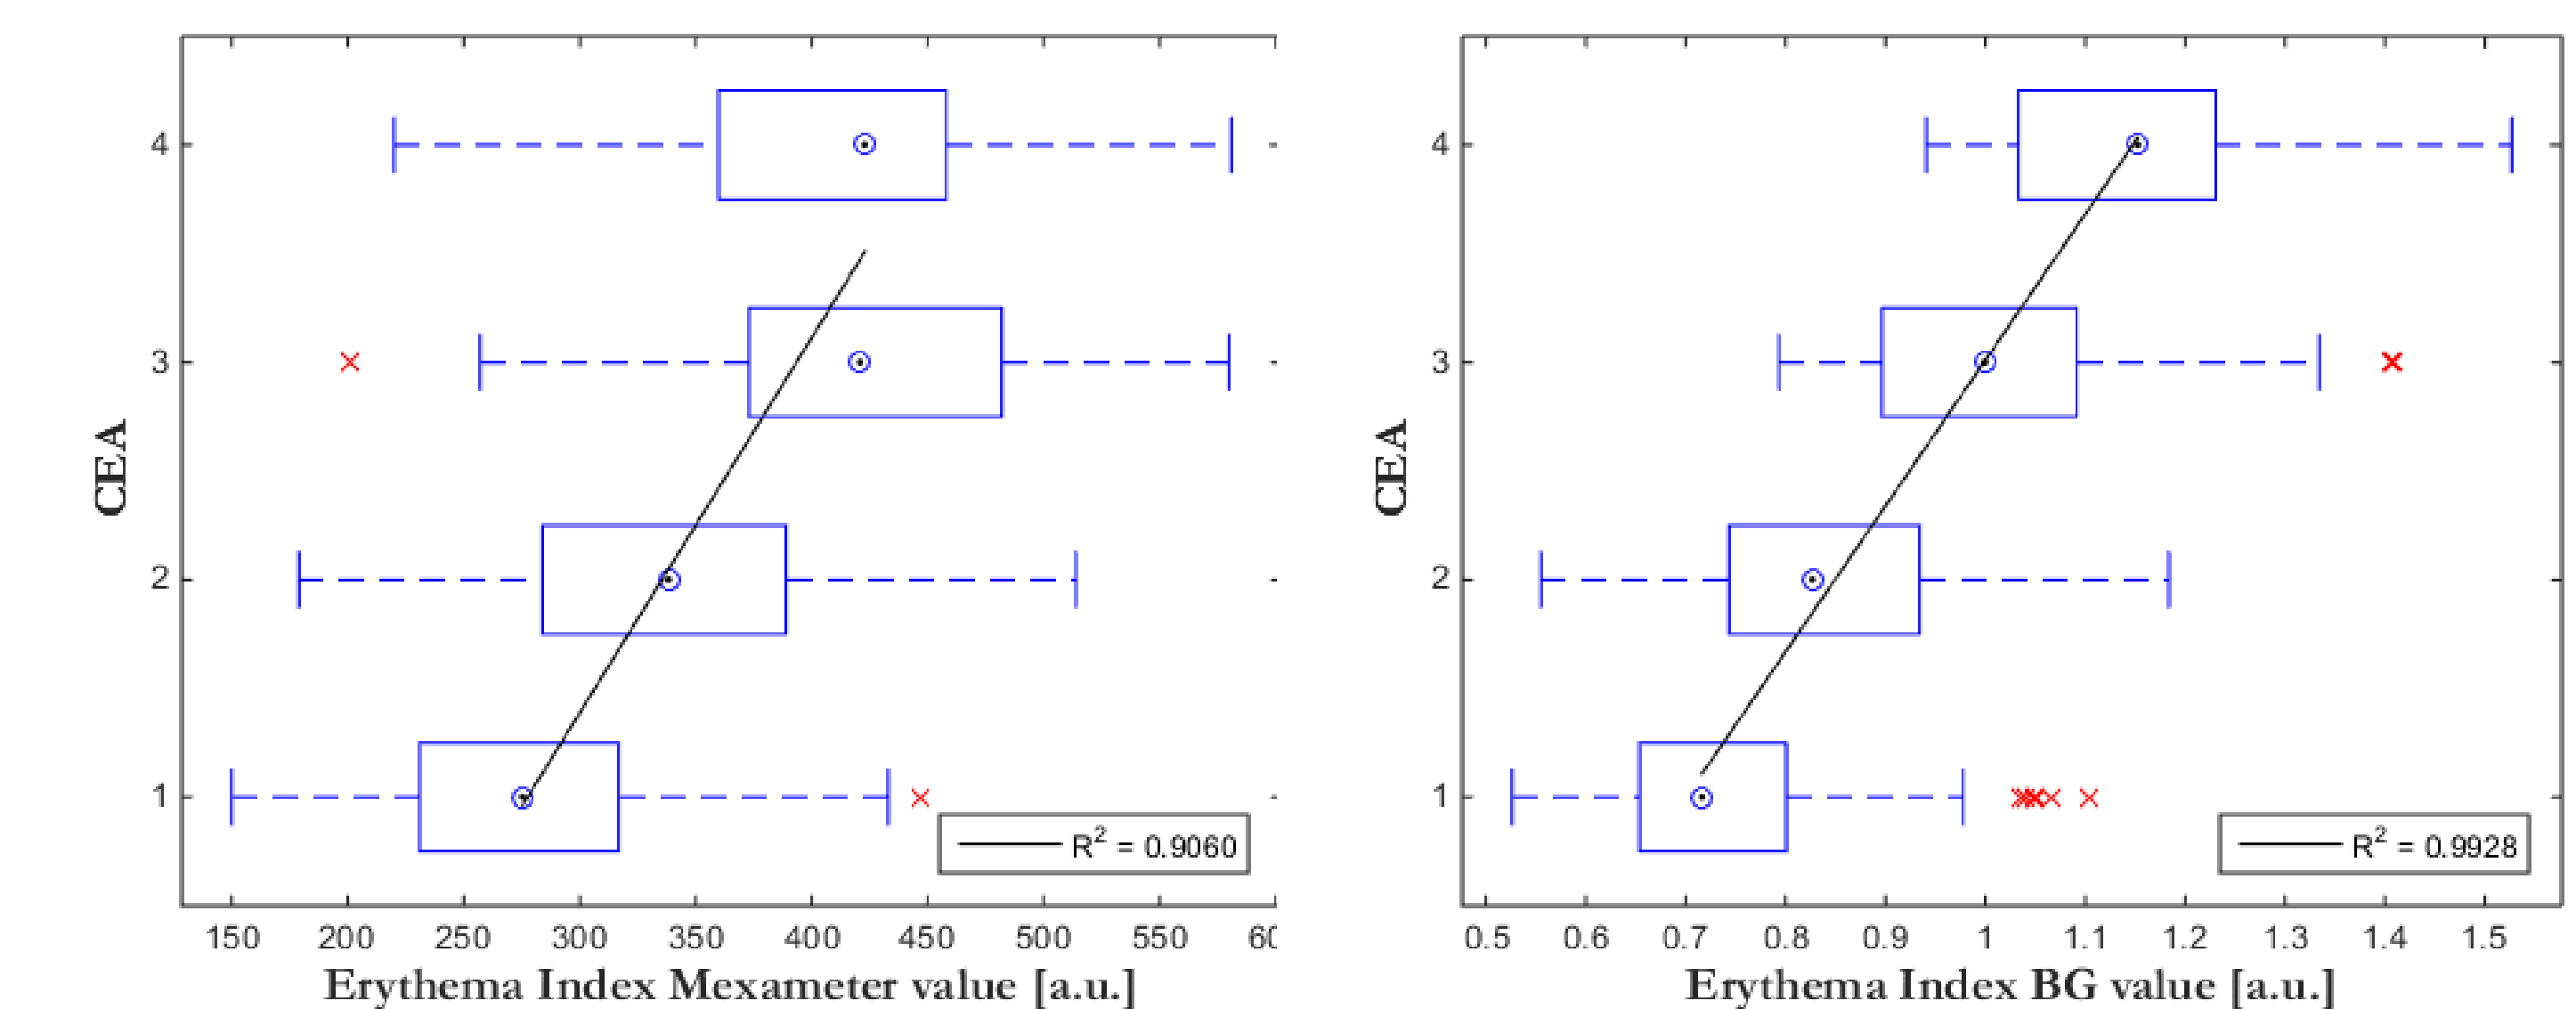 CEA
4
3
2
1
R² = 0.9060
150 200 250 300 350 400 450 500 550 60
Erythema Index Mexameter value [a.u.]
CEA
4
3
2
1
R² = 0.9928
0.5 0.6 0.7 0.8 0.9 1 1.1 1.2 1.3 1.4 1.5
Erythema Index BG value [a.u.]